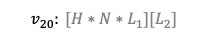 v₂₀: [H * N * L₁][L₂]